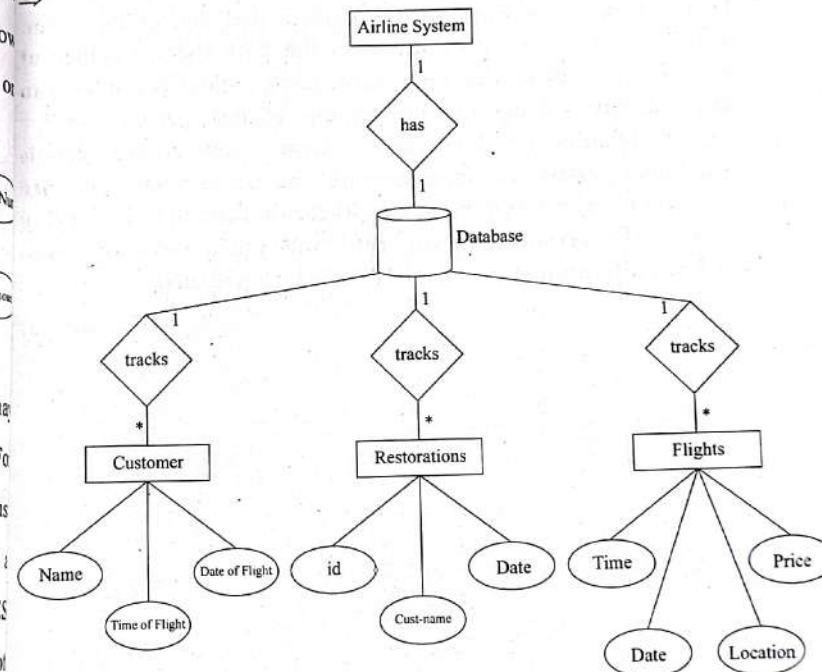 Airline System
1
has
1
Database
1
1
1
tracks
tracks
tracks
*
*
*
Customer
Restorations
Flights
Name
Date of Flight
id
Date
Time
Price
Time of Flight
Cust-name
Date
Location